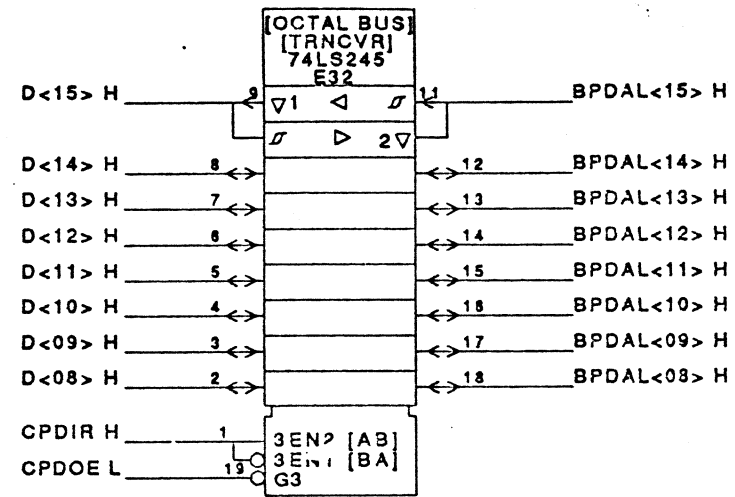 [OCTAL BUS]
[TRNCVR]
74LS245
E32
D<15> H 9 1 11 BPDAL<15> H
2
D<14> H 8 12 BPDAL<14> H
D<13> H 7 13 BPDAL<13> H
D<12> H 6 14 BPDAL<12> H
D<11> H 5 15 BPDAL<11> H
D<10> H 4 16 BPDAL<10> H
D<09> H 3 17 BPDAL<09> H
D<08> H 2 18 BPDAL<08> H
CPDIR H 1 3EN2 [AB]
3EN1 [BA]
CPDOE L 19 G3